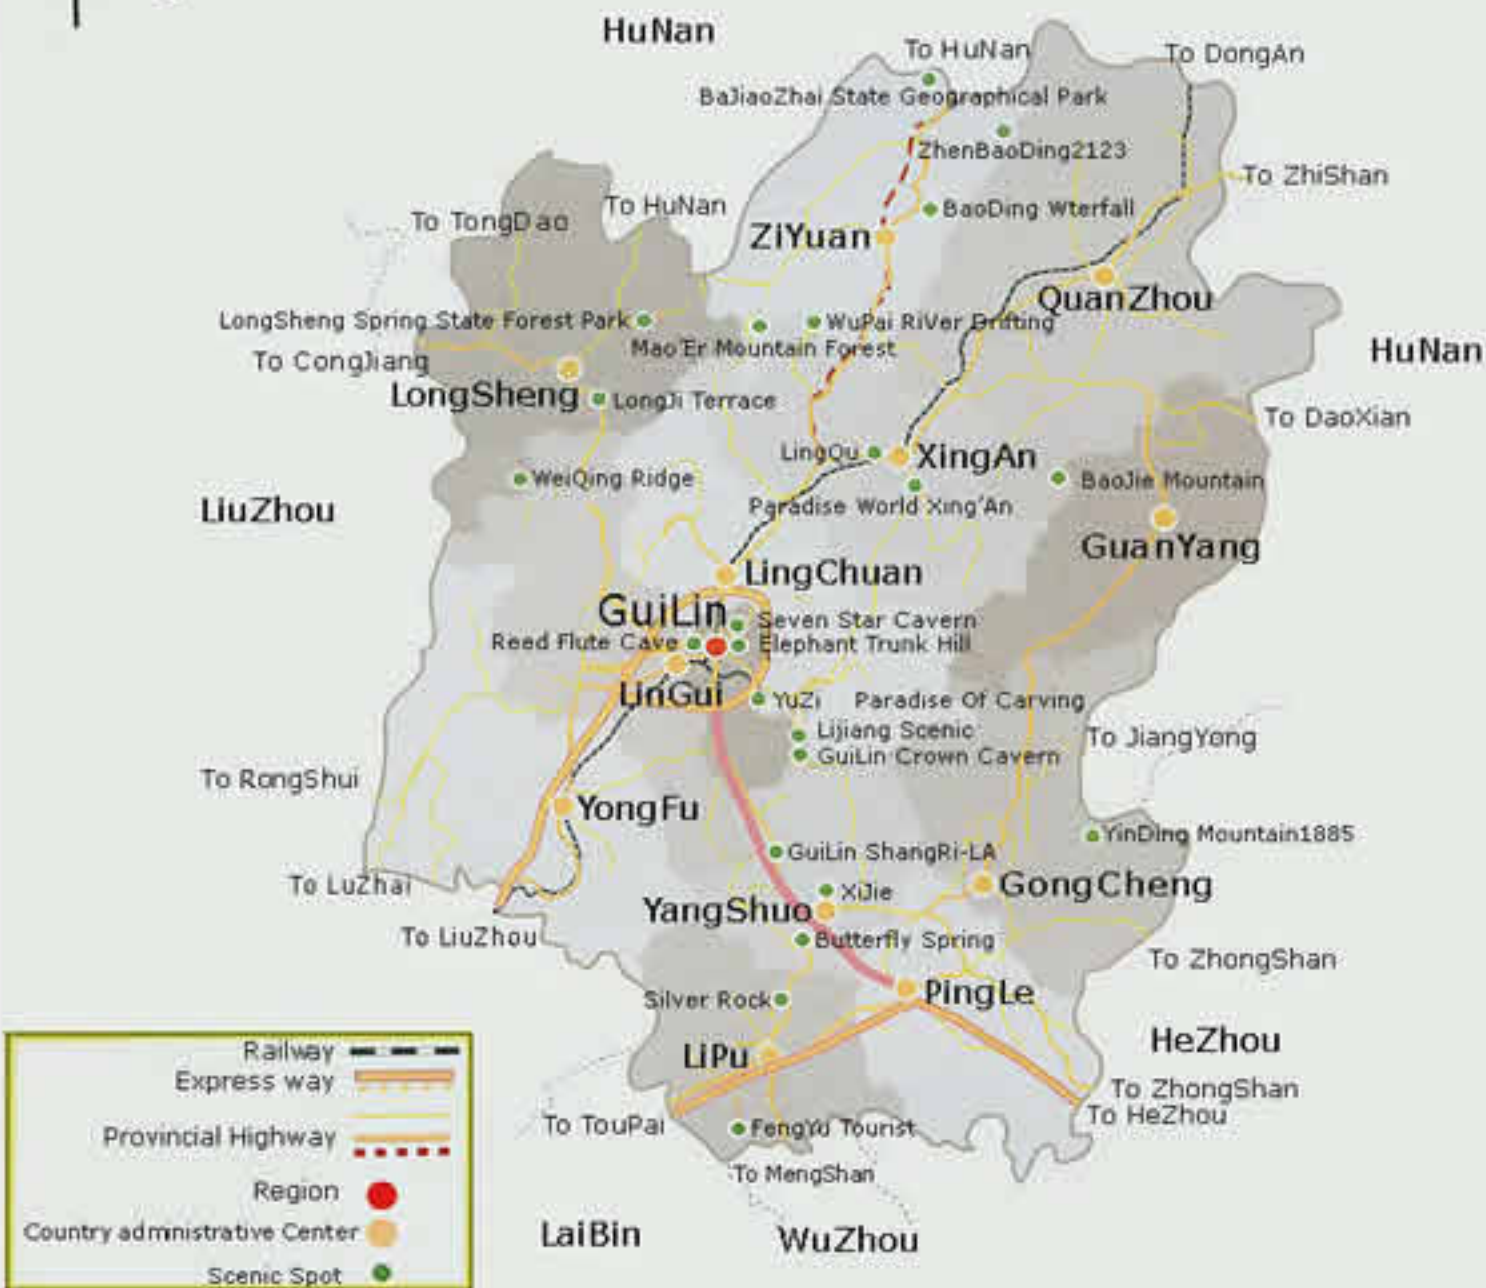 HuNan
To HuNan
To DongAn
BaJiaoZhai State Geographical Park
ZhenBaoDing2123
To ZhiShan
To TongDao
To HuNan
BaoDing Wterfall
ZiYuan
QuanZhou
LongSheng Spring State Forest Park
WuPai RiVer Drifting
Mao'Er Mountain Forest
HuNan
To CongJiang
LongSheng
LongJi Terrace
To DaoXian
LingQu
XingAn
WeiQing Ridge
BaoJie Mountain
LiuZhou
Paradise World Xing'An
GuanYang
LingChuan
GuiLin
Seven Star Cavern
Reed Flute Cave
Elephant Trunk Hill
LinGui
YuZi Paradise Of Carving
Lijiang Scenic
To JiangYong
GuiLin Crown Cavern
To RongShui
YongFu
YinDing Mountain1885
GuiLin ShangRi-LA
To LuZhai
XiJie
GongCheng
YangShuo
To LiuZhou
Butterfly Spring
To ZhongShan
Silver Rock
PingLe
HeZhou
LiPu
To ZhongShan
To HeZhou
To TouPai
FengYu Tourist
To MengShan
LaiBin
WuZhou
Railway
Express way
Provincial Highway
Region
Country admnistrative Center
Scenic Spot